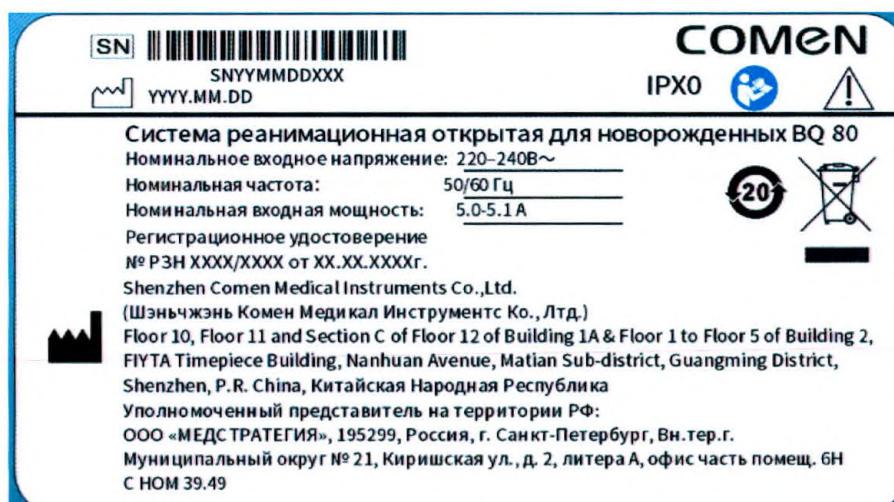 SN
COMEN
SNYYMMDDXXX
YYYY.MM.DD
IPX0
Система реанимационная открытая для новорожденных BQ 80
Номинальное входное напряжение: 220–240В~
Номинальная частота: 50/60 Гц
Номинальная входная мощность: 5.0-5.1 А
20
Регистрационное удостоверение
№ РЗН XXXX/XXXX от XX.XX.XXXXг.
Shenzhen Comen Medical Instruments Co.,Ltd.
(Шэньчжэнь Комен Медикал Инструментс Ко., Лтд.)
Floor 10, Floor 11 and Section C of Floor 12 of Building 1A & Floor 1 to Floor 5 of Building 2,
FIYTA Timepiece Building, Nanhuan Avenue, Matian Sub-district, Guangming District,
Shenzhen, P.R. China, Китайская Народная Республика
Уполномоченный представитель на территории РФ:
ООО «МЕДСТРАТЕГИЯ», 195299, Россия, г. Санкт-Петербург, Вн.тер.г.
Муниципальный округ № 21, Киришская ул., д. 2, литера А, офис часть помещ. 6Н
С НОМ 39.49